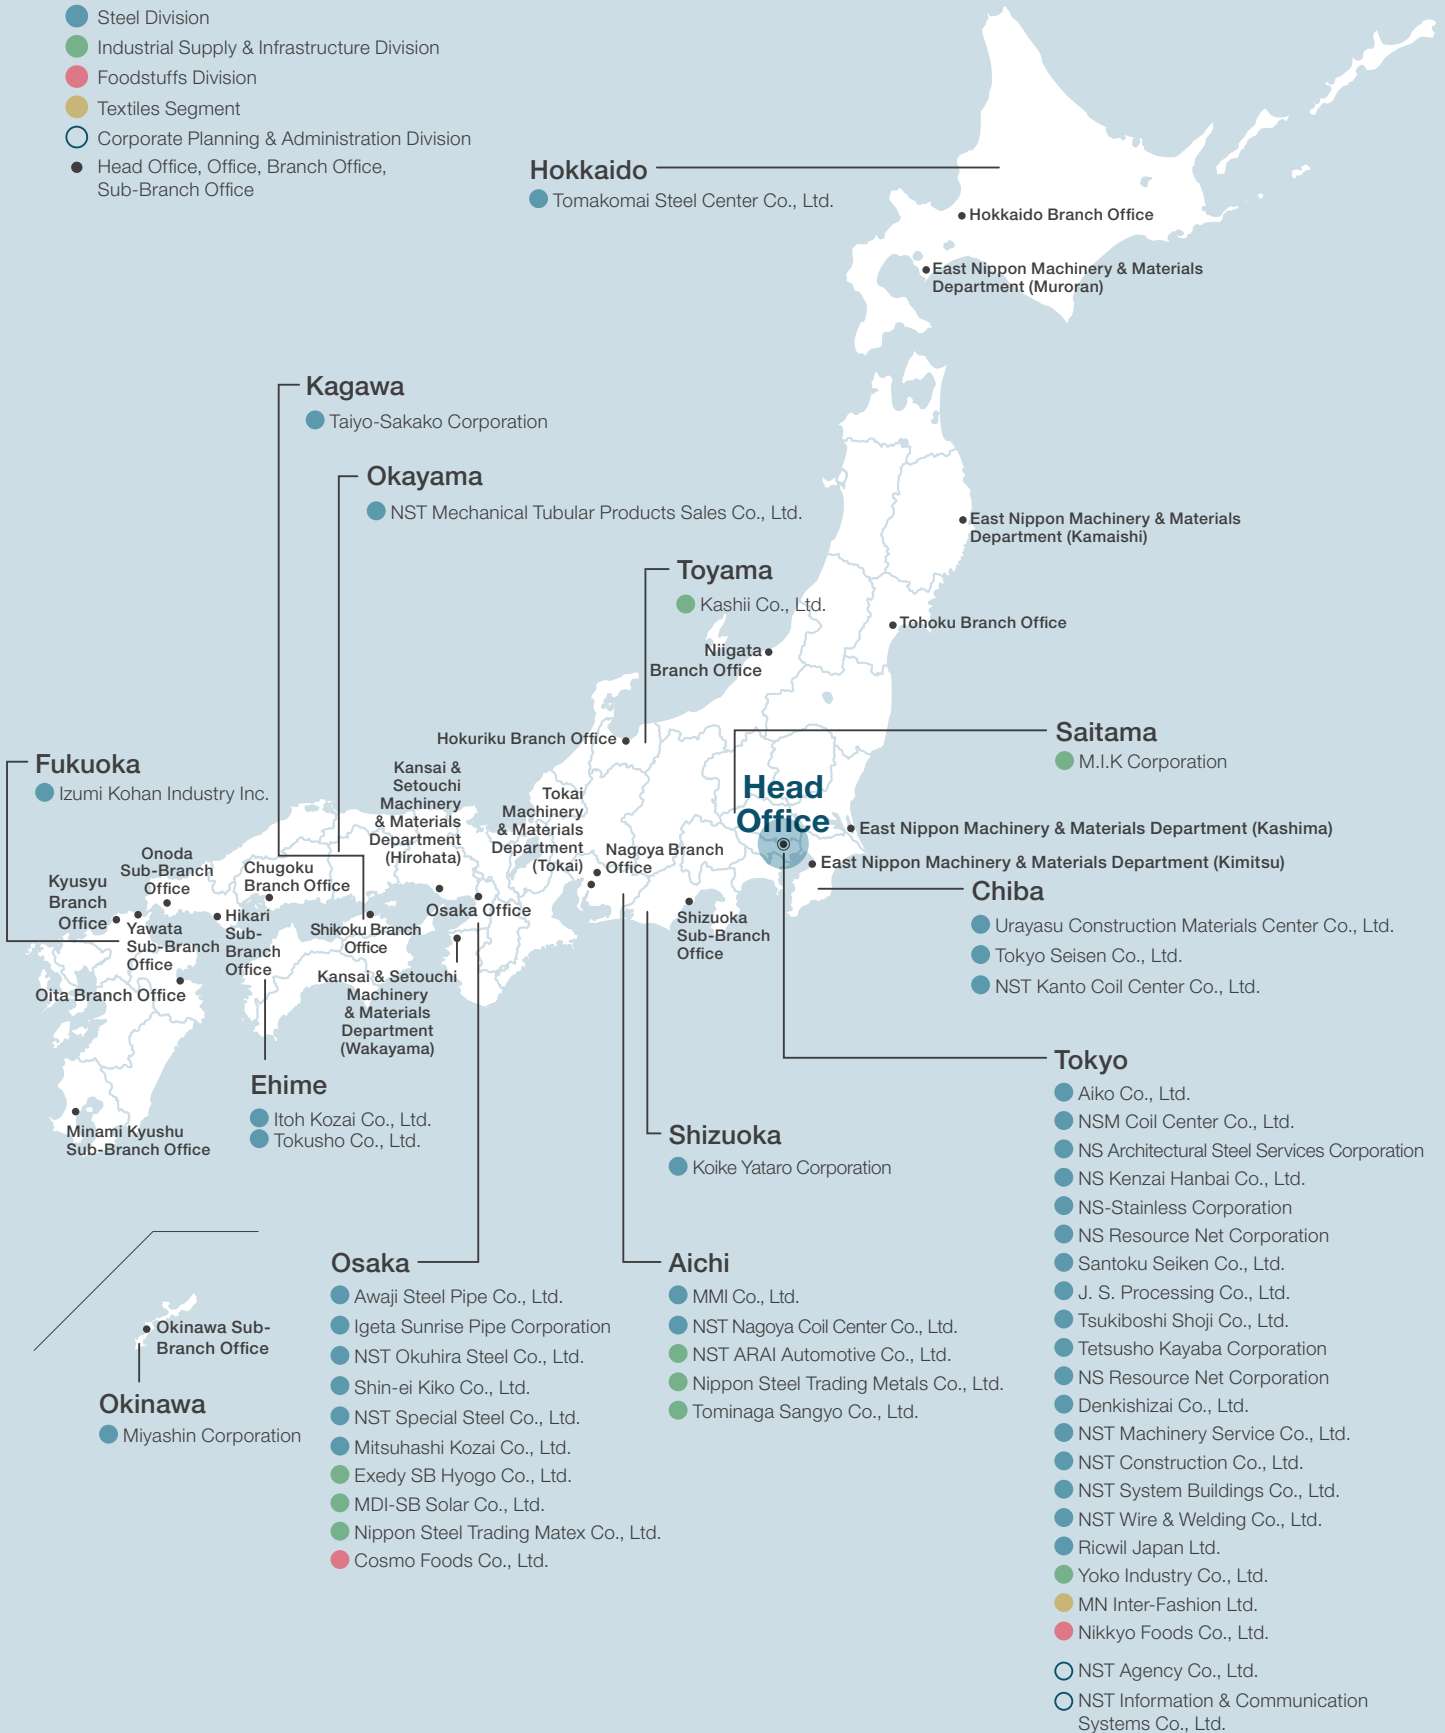 Steel Division
Industrial Supply & Infrastructure Division
Foodstuffs Division
Textiles Segment
Corporate Planning & Administration Division
Head Office, Office, Branch Office,
Sub-Branch Office
Hokkaido
Tomakomai Steel Center Co., Ltd.
Hokkaido Branch Office
East Nippon Machinery & Materials
Department (Muroran)
Kagawa
Taiyo-Sakako Corporation
Okayama
NST Mechanical Tubular Products Sales Co., Ltd.
East Nippon Machinery & Materials
Department (Kamaishi)
Toyama
Kashii Co., Ltd.
Tohoku Branch Office
Niigata
Branch Office
Saitama
M.I.K Corporation
Hokuriku Branch Office
Fukuoka
Izumi Kohan Industry Inc.
Kansai &
Setouchi
Machinery
& Materials
Department
(Hirohata)
Tokai
Machinery
& Materials
Department
(Tokai)
Head
Office
East Nippon Machinery & Materials Department (Kashima)
Nagoya Branch
Office
East Nippon Machinery & Materials Department (Kimitsu)
Onoda
Sub-Branch
Office
Chugoku
Branch Office
Kyusyu
Branch
Office
Yawata
Sub-Branch
Office
Hikari
Sub-
Branch
Office
Shikoku Branch
Office
Osaka Office
Shizuoka
Sub-Branch
Office
Chiba
Urayasu Construction Materials Center Co., Ltd.
Tokyo Seisen Co., Ltd.
NST Kanto Coil Center Co., Ltd.
Oita Branch Office
Kansai & Setouchi
Machinery
& Materials
Department
(Wakayama)
Ehime
Itoh Kozai Co., Ltd.
Tokusho Co., Ltd.
Minami Kyushu
Sub-Branch Office
Shizuoka
Koike Yataro Corporation
Tokyo
Aiko Co., Ltd.
NSM Coil Center Co., Ltd.
NS Architectural Steel Services Corporation
NS Kenzai Hanbai Co., Ltd.
NS-Stainless Corporation
NS Resource Net Corporation
Santoku Seiken Co., Ltd.
J. S. Processing Co., Ltd.
Tsukiboshi Shoji Co., Ltd.
Tetsusho Kayaba Corporation
NS Resource Net Corporation
Denkishizai Co., Ltd.
NST Machinery Service Co., Ltd.
NST Construction Co., Ltd.
NST System Buildings Co., Ltd.
NST Wire & Welding Co., Ltd.
Ricwil Japan Ltd.
Yoko Industry Co., Ltd.
MN Inter-Fashion Ltd.
Nikkyo Foods Co., Ltd.
NST Agency Co., Ltd.
NST Information & Communication
Systems Co., Ltd.
Osaka
Awaji Steel Pipe Co., Ltd.
Igeta Sunrise Pipe Corporation
NST Okuhira Steel Co., Ltd.
Shin-ei Kiko Co., Ltd.
NST Special Steel Co., Ltd.
Mitsuhashi Kozai Co., Ltd.
Exedy SB Hyogo Co., Ltd.
MDI-SB Solar Co., Ltd.
Nippon Steel Trading Matex Co., Ltd.
Cosmo Foods Co., Ltd.
Aichi
MMI Co., Ltd.
NST Nagoya Coil Center Co., Ltd.
NST ARAI Automotive Co., Ltd.
Nippon Steel Trading Metals Co., Ltd.
Tominaga Sangyo Co., Ltd.
Okinawa Sub-
Branch Office
Okinawa
Miyashin Corporation